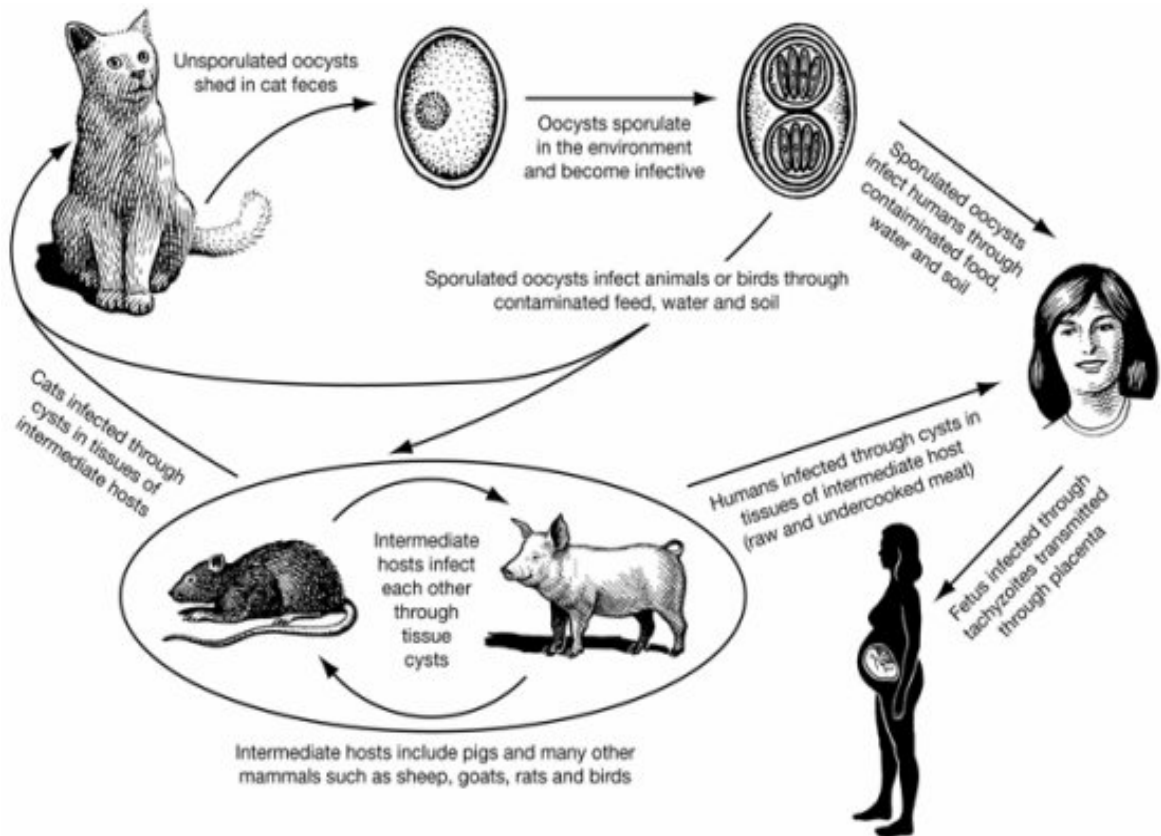 Unsporulated oocysts
shed in cat feces
Oocysts sporulate
in the environment
and become infective
Sporulated oocysts
infect humans through
contaiminated food,
water and soil
Sporulated oocysts infect animals or birds through
contaminated feed, water and soil
Cats infected through
cysts in tissues of
intermediate hosts
Intermediate
hosts infect
each other
through
tissue
cysts
Humans infected through cysts in
tissues of intermediate host
(raw and undercooked meat)
Fetus infected through
tachyzoites transmitted
through placenta
Intermediate hosts include pigs and many other
mammals such as sheep, goats, rats and birds